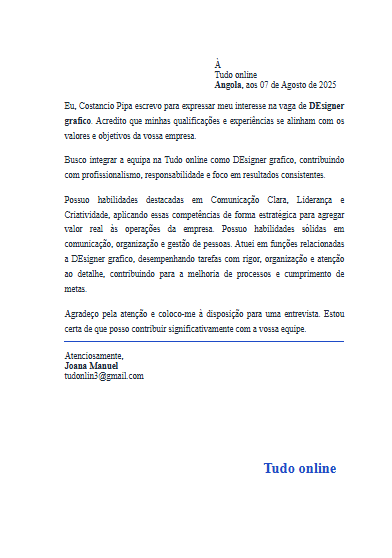 À
Tudo online
Angola, aos 07 de Agosto de 2025
Eu, Costancio Pipa escrevo para expressar meu interesse na vaga de DEsigner
grafico. Acredito que minhas qualificações e experiências se alinham com os
valores e objetivos da vossa empresa.
Busco integrar a equipa na Tudo online como DEsigner grafico, contribuindo
com profissionalismo, responsabilidade e foco em resultados consistentes.
Possuo habilidades destacadas em Comunicação Clara, Liderança e
Criatividade, aplicando essas competências de forma estratégica para agregar
valor real às operações da empresa. Possuo habilidades sólidas em
comunicação, organização e gestão de pessoas. Atuei em funções relacionadas
a DEsigner grafico, desempenhando tarefas com rigor, organização e atenção
ao detalhe, contribuindo para a melhoria de processos e cumprimento de
metas.
Agradeço pela atenção e coloco-me à disposição para uma entrevista. Estou
certa de que posso contribuir significativamente com a vossa equipe.
Atenciosamente,
Joana Manuel
tudonlin3@gmail.com
Tudo online